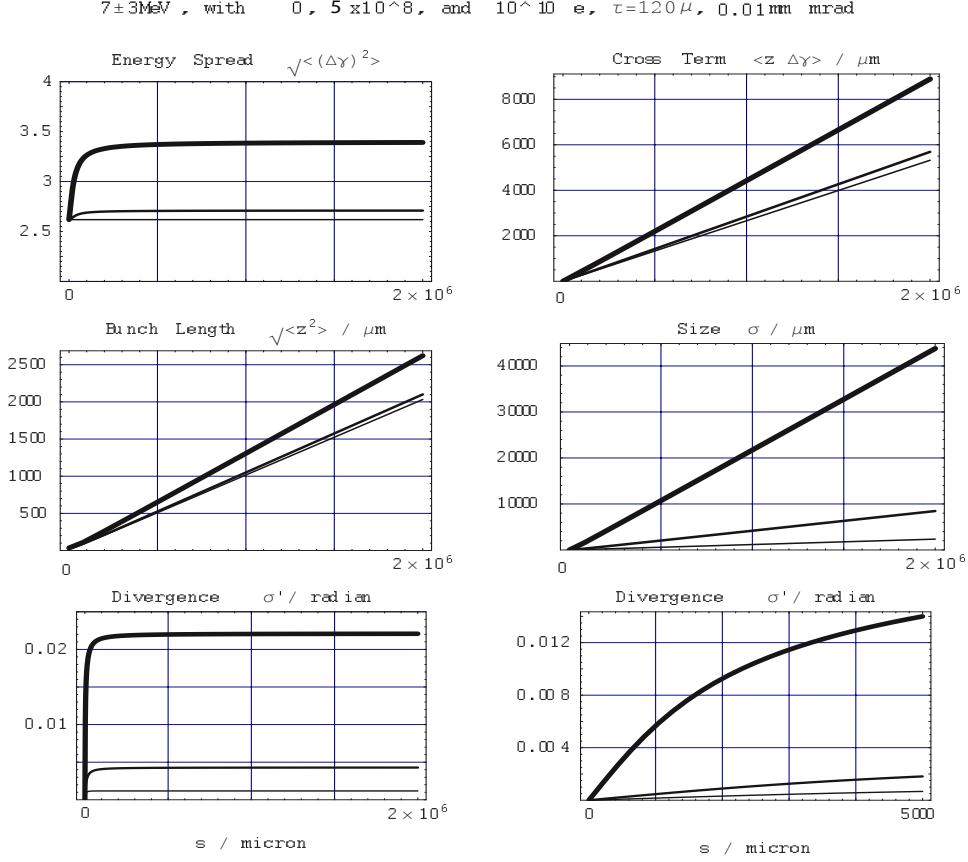 7±3MeV, with 0, 5 x10^8, and 10^10 e, τ=120μ, 0.01mm mrad
Energy Spread √<(Δγ)²>
4
3.5
3
2.5
0
2 × 10⁶
Cross Term <z Δγ> / μm
8000
6000
4000
2000
0
2 × 10⁶
Bunch Length √<z²> / μm
2500
2000
1500
1000
500
0
2 × 10⁶
Size σ / μm
40000
30000
20000
10000
0
2 × 10⁶
Divergence σ'/ radian
0.02
0.01
0
2 × 10⁶
s / micron
Divergence σ'/ radian
0.012
0.008
0.004
0
5000
s / micron